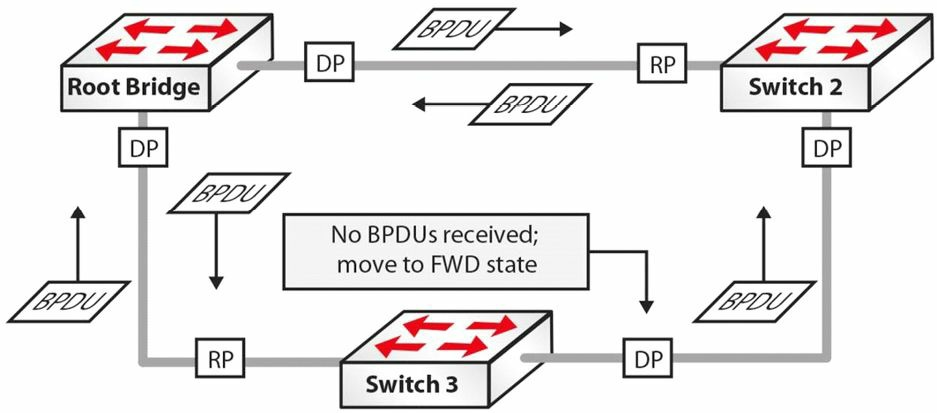 BPDU
DP
RP
Root Bridge
Switch 2
BPDU
DP
DP
BPDU
No BPDUs received;
move to FWD state
BPDU
BPDU
RP
DP
Switch 3